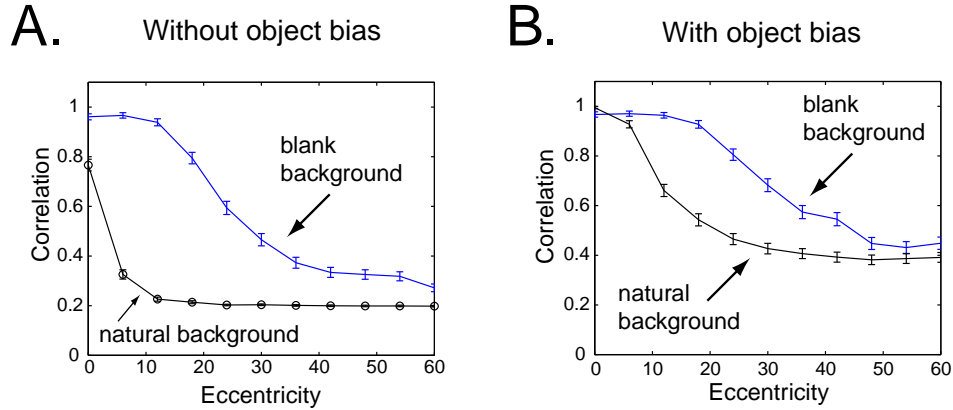 A.
Without object bias
1
0.8
0.6
0.4
0.2
0
Correlation
blank
background
natural background
0 10 20 30 40 50 60
Eccentricity
B.
With object bias
1
0.8
0.6
0.4
0.2
0
Correlation
blank
background
natural
background
0 10 20 30 40 50 60
Eccentricity